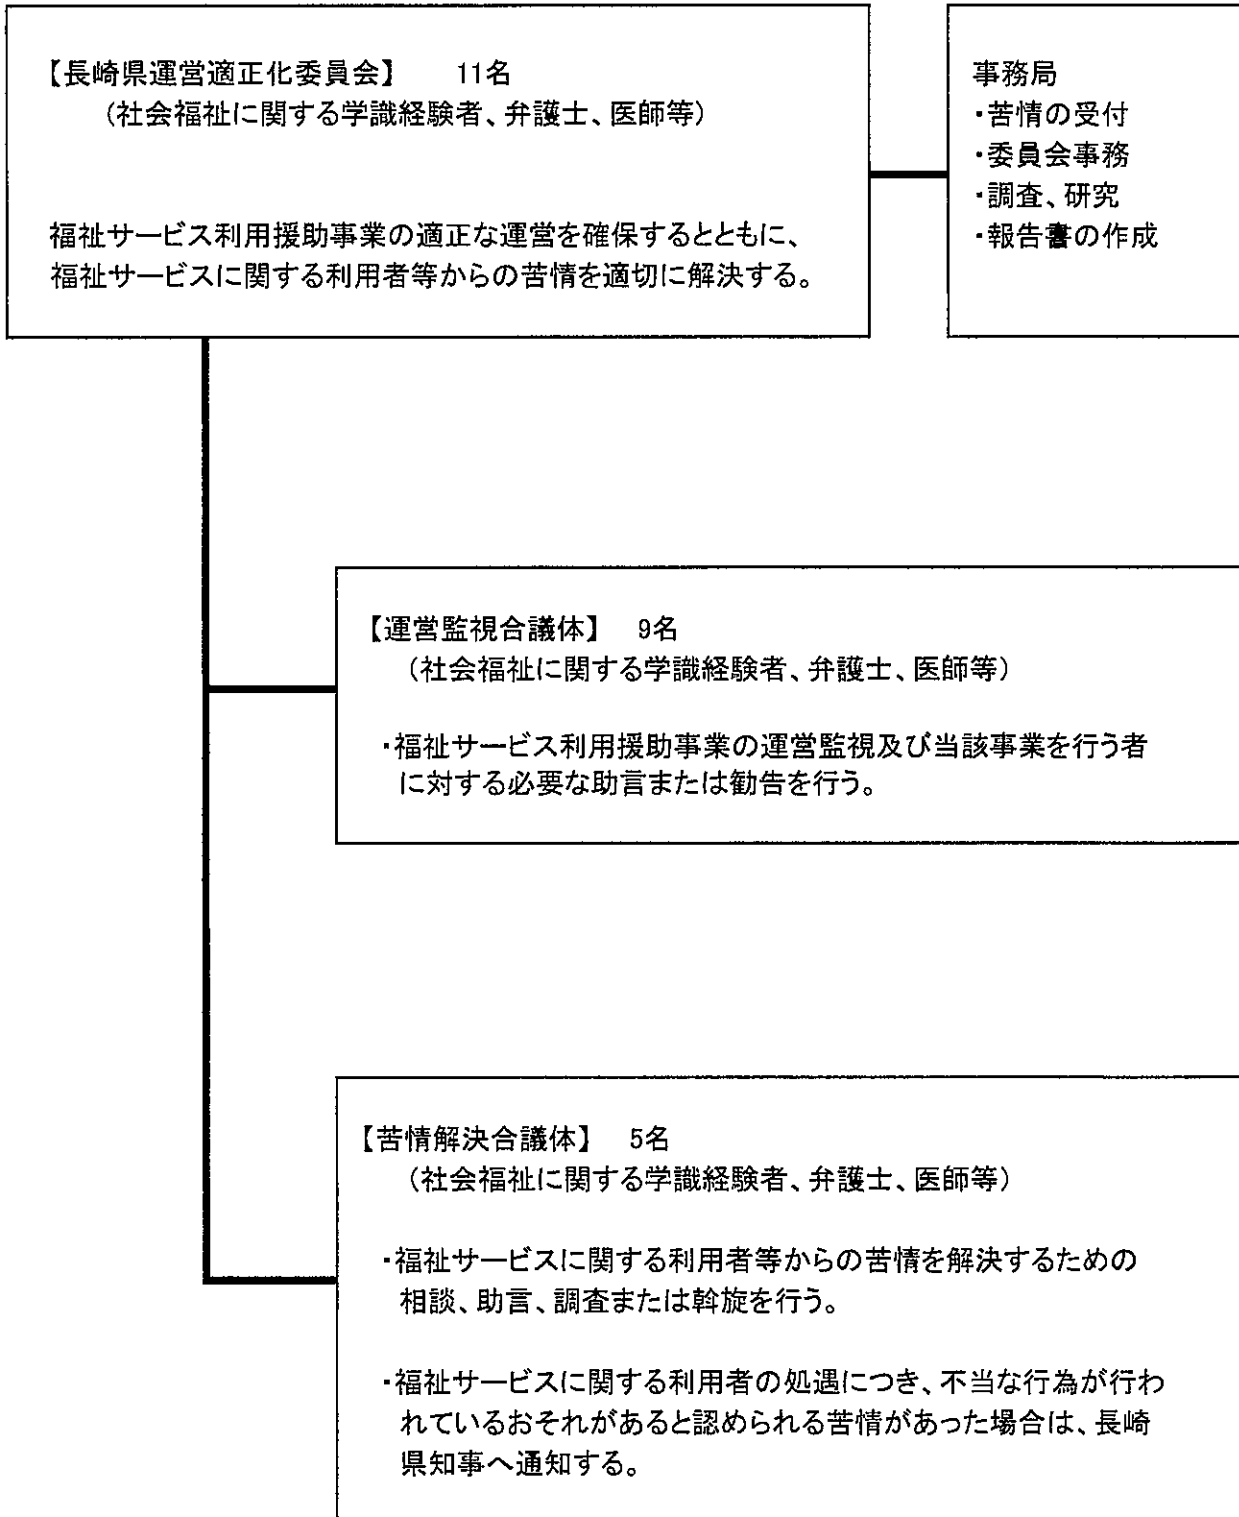 【長崎県運営適正化委員会】 11名
(社会福祉に関する学識経験者、弁護士、医師等)
福祉サービス利用援助事業の適正な運営を確保するとともに、
福祉サービスに関する利用者等からの苦情を適切に解決する。
事務局
・苦情の受付
・委員会事務
・調査、研究
・報告書の作成
【運営監視合議体】 9名
(社会福祉に関する学識経験者、弁護士、医師等)
・福祉サービス利用援助事業の運営監視及び当該事業を行う者
に対する必要な助言または勧告を行う。
【苦情解決合議体】 5名
(社会福祉に関する学識経験者、弁護士、医師等)
・福祉サービスに関する利用者等からの苦情を解決するための
相談、助言、調査または斡旋を行う。
・福祉サービスに関する利用者の処遇につき、不当な行為が行わ
れているおそれがあると認められる苦情があった場合は、長崎
県知事へ通知する。